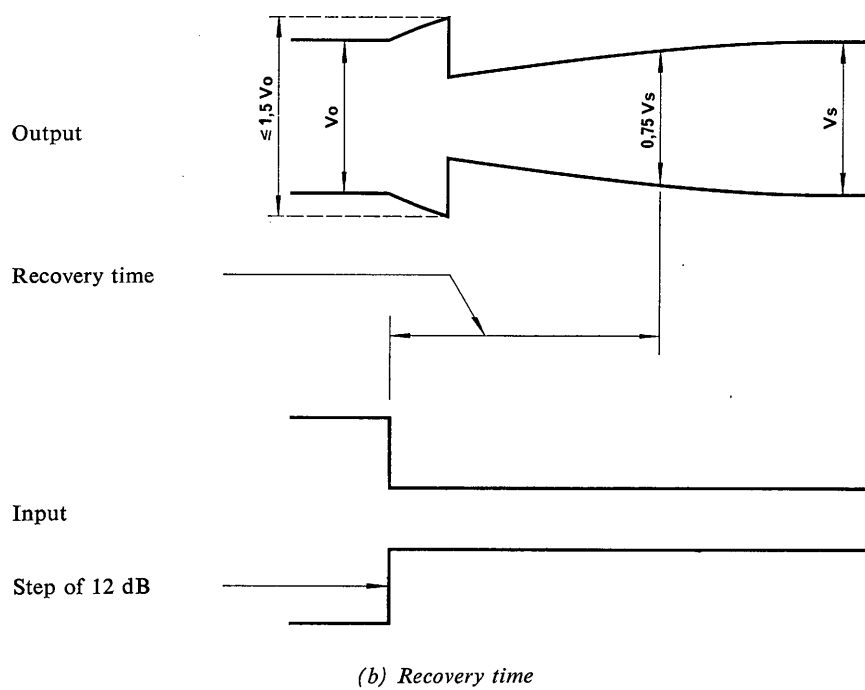 ≤ 1,5 Vo
Vo
0,75 Vs
Vs
Output
Recovery time
Input
Step of 12 dB
(b) Recovery time